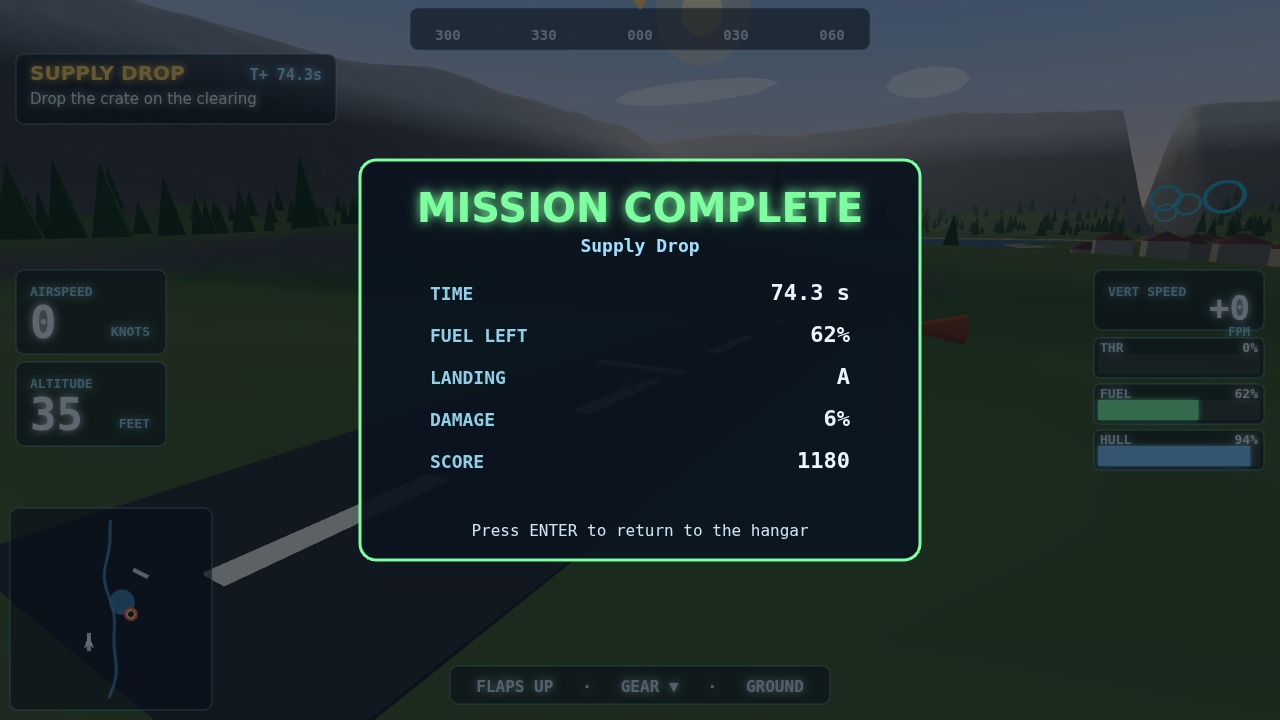 300 330 000 030 060
SUPPLY DROP T+ 74.3s
Drop the crate on the clearing
MISSION COMPLETE
Supply Drop
TIME 74.3 s
FUEL LEFT 62%
LANDING A
DAMAGE 6%
SCORE 1180
Press ENTER to return to the hangar
AIRSPEED
0 KNOTS
ALTITUDE
35 FEET
VERT SPEED
+0
FPM
THR 0%
FUEL 62%
HULL 94%
FLAPS UP · GEAR ▼ · GROUND